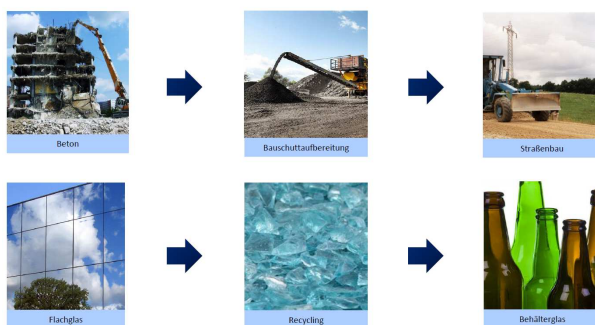 Beton
Bauschuttaufbereitung
Straßenbau
Flachglas
Recycling
Behälterglas